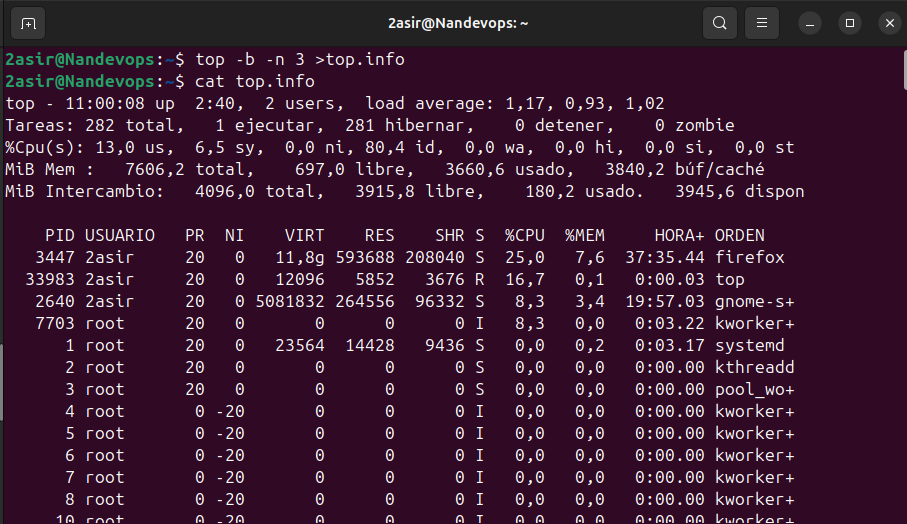 2asir@Nandevops: ~
2asir@Nandevops:~$ top -b -n 3 >top.info
2asir@Nandevops:~$ cat top.info
top - 11:00:08 up  2:40,  2 users,  load average: 1,17, 0,93, 1,02
Tareas: 282 total,   1 ejecutar,  281 hibernar,    0 detener,    0 zombie
%Cpu(s): 13,0 us,  6,5 sy,  0,0 ni, 80,4 id,  0,0 wa,  0,0 hi,  0,0 si,  0,0 st
MiB Mem :   7606,2 total,    697,0 libre,   3660,6 usado,   3840,2 búf/caché
MiB Intercambio:   4096,0 total,   3915,8 libre,    180,2 usado.   3945,6 dispon
PID USUARIO   PR  NI    VIRT    RES    SHR S  %CPU  %MEM     HORA+ ORDEN
3447 2asir     20   0   11,8g 593688 208040 S  25,0   7,6  37:35.44 firefox
33983 2asir     20   0   12096   5852   3676 R  16,7   0,1   0:00.03 top
2640 2asir     20   0 5081832 264556  96332 S   8,3   3,4  19:57.03 gnome-s+
7703 root      20   0       0      0      0 I   8,3   0,0   0:03.22 kworker+
1 root      20   0   23564  14428   9436 S   0,0   0,2   0:03.17 systemd
2 root      20   0       0      0      0 S   0,0   0,0   0:00.00 kthreadd
3 root      20   0       0      0      0 S   0,0   0,0   0:00.00 pool_wo+
4 root       0 -20       0      0      0 I   0,0   0,0   0:00.00 kworker+
5 root       0 -20       0      0      0 I   0,0   0,0   0:00.00 kworker+
6 root       0 -20       0      0      0 I   0,0   0,0   0:00.00 kworker+
7 root       0 -20       0      0      0 I   0,0   0,0   0:00.00 kworker+
8 root       0 -20       0      0      0 I   0,0   0,0   0:00.00 kworker+
10 root       0 -20       0      0      0 I   0,0   0,0   0:00.00 kworker+